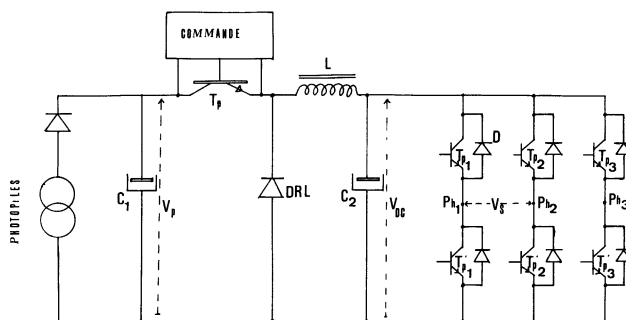 COMMANDE
L
Tp
D
Tp1
Tp2
Tp3
C1
Vp
DRL
C2
VDC
Ph1
VS
Ph2
Ph3
PHOTOPILES
T'p1
T'p2
T'p3